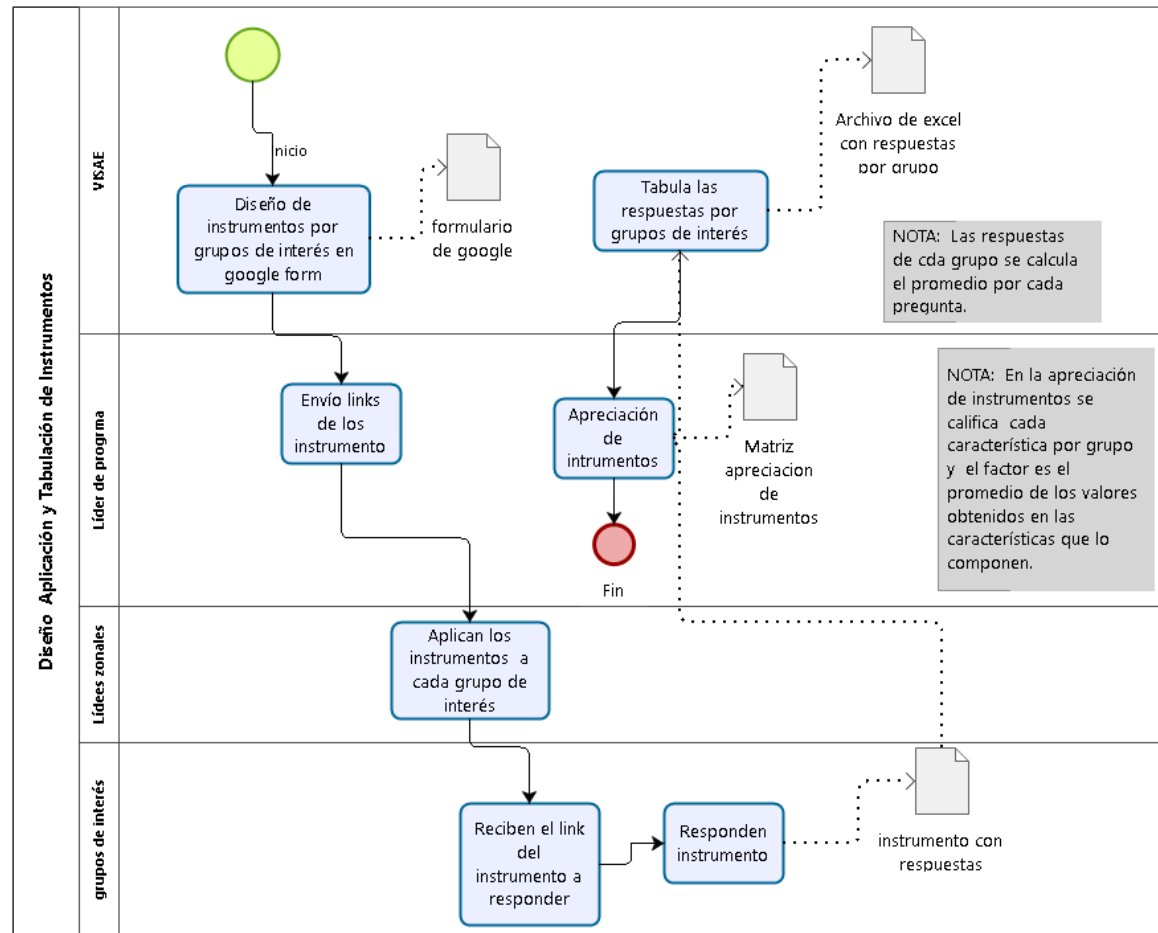 Diseño Aplicación y Tabulación de Instrumentos
VISAE
nicio
Diseño de
instrumentos por
grupos de interés en
google form
formulario
de google
Tabula las
respuestas por
grupos de interés
Archivo de excel
con respuestas
por grupo
NOTA: Las respuestas
de cda grupo se calcula
el promedio por cada
pregunta.
Líder de progrma
Envío links
de los
instrumento
Apreciación
de
intrumentos
Matriz
apreciacion
de
instrumentos
Fin
NOTA: En la apreciación
de instrumentos se
califica cada
característica por grupo
y el factor es el
promedio de los valores
obtenidos en las
características que lo
componen.
Lídees zonales
Aplican los
instrumentos a
cada grupo de
interés
grupos de interés
Reciben el link
del
instrumento a
responder
Responden
instrumento
instrumento con
respuestas